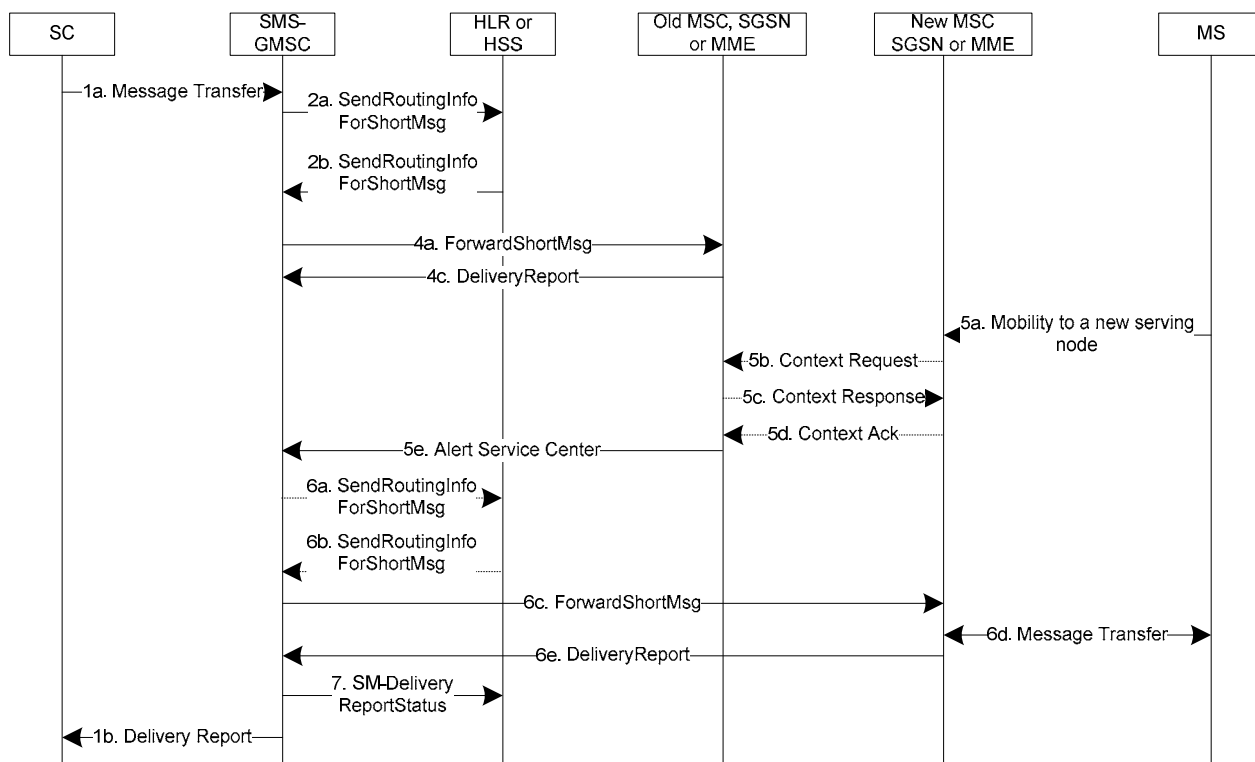 SC
SMS-
GMSC
HLR or
HSS
Old MSC, SGSN
or MME
New MSC
SGSN or MME
MS
1a. Message Transfer
2a. SendRoutingInfo
ForShortMsg
2b. SendRoutingInfo
ForShortMsg
4a. ForwardShortMsg
4c. DeliveryReport
5a. Mobility to a new serving
node
5b. Context Request
5c. Context Response
5d. Context Ack
5e. Alert Service Center
6a. SendRoutingInfo
ForShortMsg
6b. SendRoutingInfo
ForShortMsg
6c. ForwardShortMsg
6d. Message Transfer
6e. DeliveryReport
7. SM-Delivery
ReportStatus
1b. Delivery Report